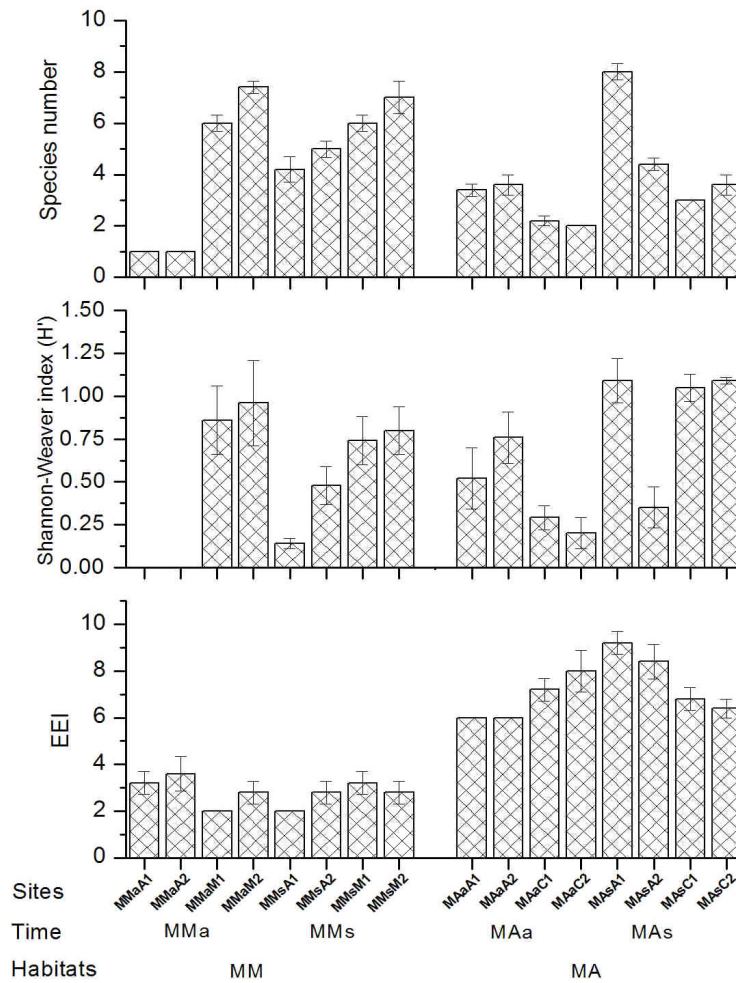 Species number
10
8
6
4
2
0
Shannon-Weaver index (H')
1.50
1.25
1.00
0.75
0.50
0.25
0.00
EEI
10
8
6
4
2
0
Sites
MMaA1 MMaA2 MMaM1 MMaM2 MMsA1 MMsA2 MMsM1 MMsM2 MAaA1 MAaA2 MAaC1 MAaC2 MAsA1 MAsA2 MAsC1 MAsC2
Time MMa MMs MAa MAs
Habitats MM MA